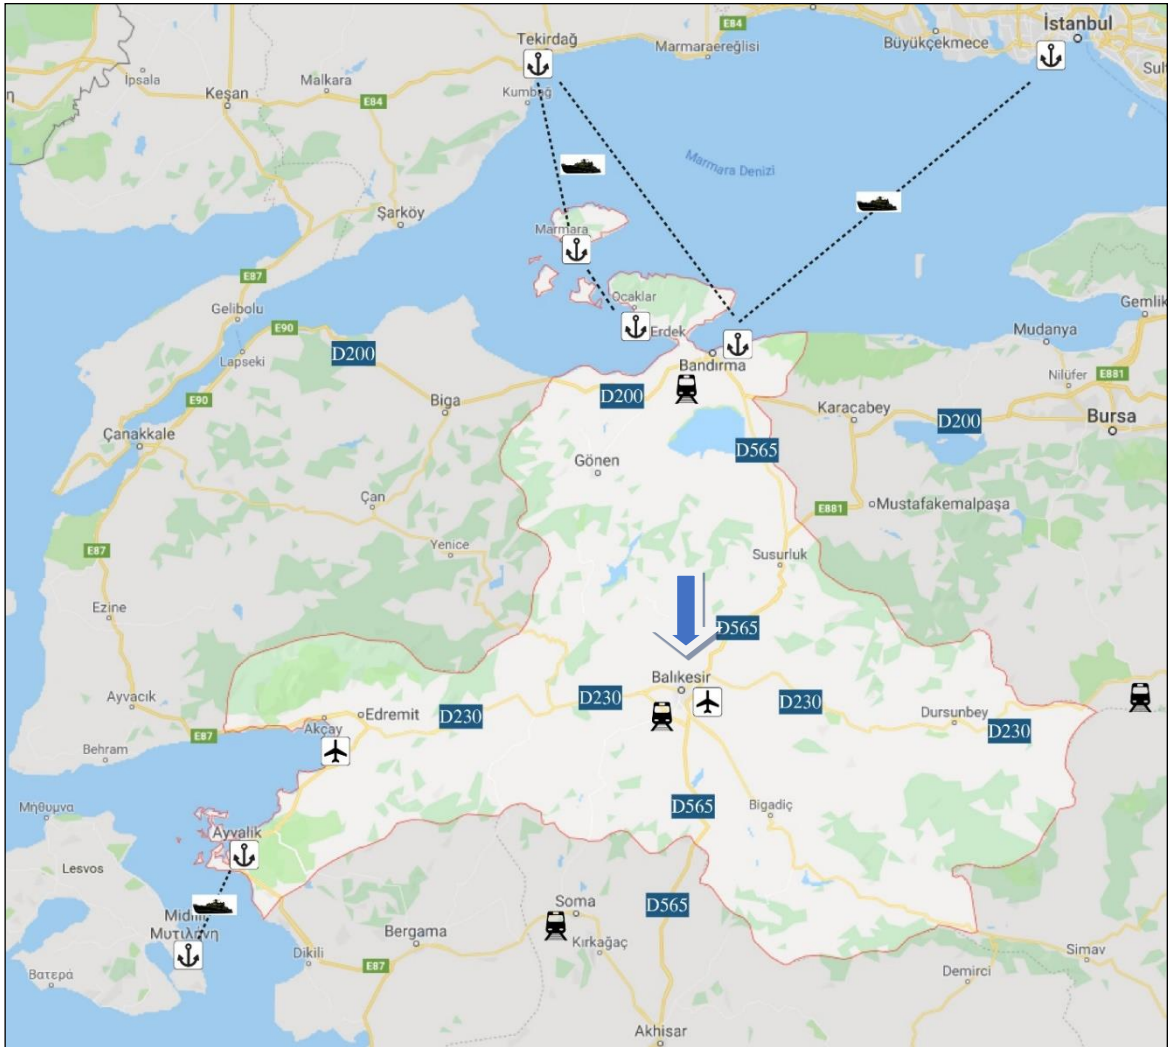 İstanbul
E84
Tekirdağ
Marmaraereğlisi
Büyükçekmece
İpsala
Malkara
Keşan
Kumbağ
E84
Marmara Denizi
Şarköy
Marmara
E87
Ocaklar
Gelibolu
Gemlik
E90
Erdek
Mudanya
D200
Lapseki
Bandırma
E881
Nilüfer
E90
D200
Biga
Karacabey
D200
Bursa
Çanakkale
D565
Gönen
Çan
E881
Mustafakemalpaşa
E87
Yenice
Susurluk
Ezine
D565
Balıkesir
Ayvacık
D230
D230
Edremit
D230
Dursunbey
Akçay
E87
D230
Behram
Μήθυμνα
D565
Bigadiç
Ayvalık
Lesvos
Soma
D565
Midilli
Μυτιλήνη
Bergama
Kırkağaç
Dikili
Simav
E87
Βατερά
Demirci
Akhisar